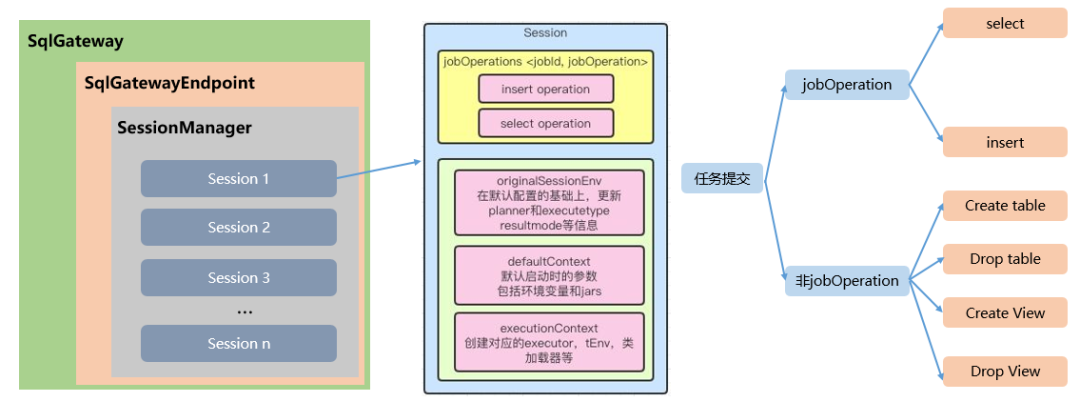 SqlGateway
SqlGatewayEndpoint
SessionManager
Session 1
Session 2
Session 3
...
Session n
Session
jobOperations <jobId, jobOperation>
insert operation
select operation
originalSessionEnv
在默认配置的基础上，更新
planner和executetype
resultmode等信息
defaultContext
默认启动时的参数
包括环境变量和jars
executionContext
创建对应的executor，tEnv，类
加载器等
任务提交
jobOperation
select
insert
非jobOperation
Create table
Drop table
Create View
Drop View